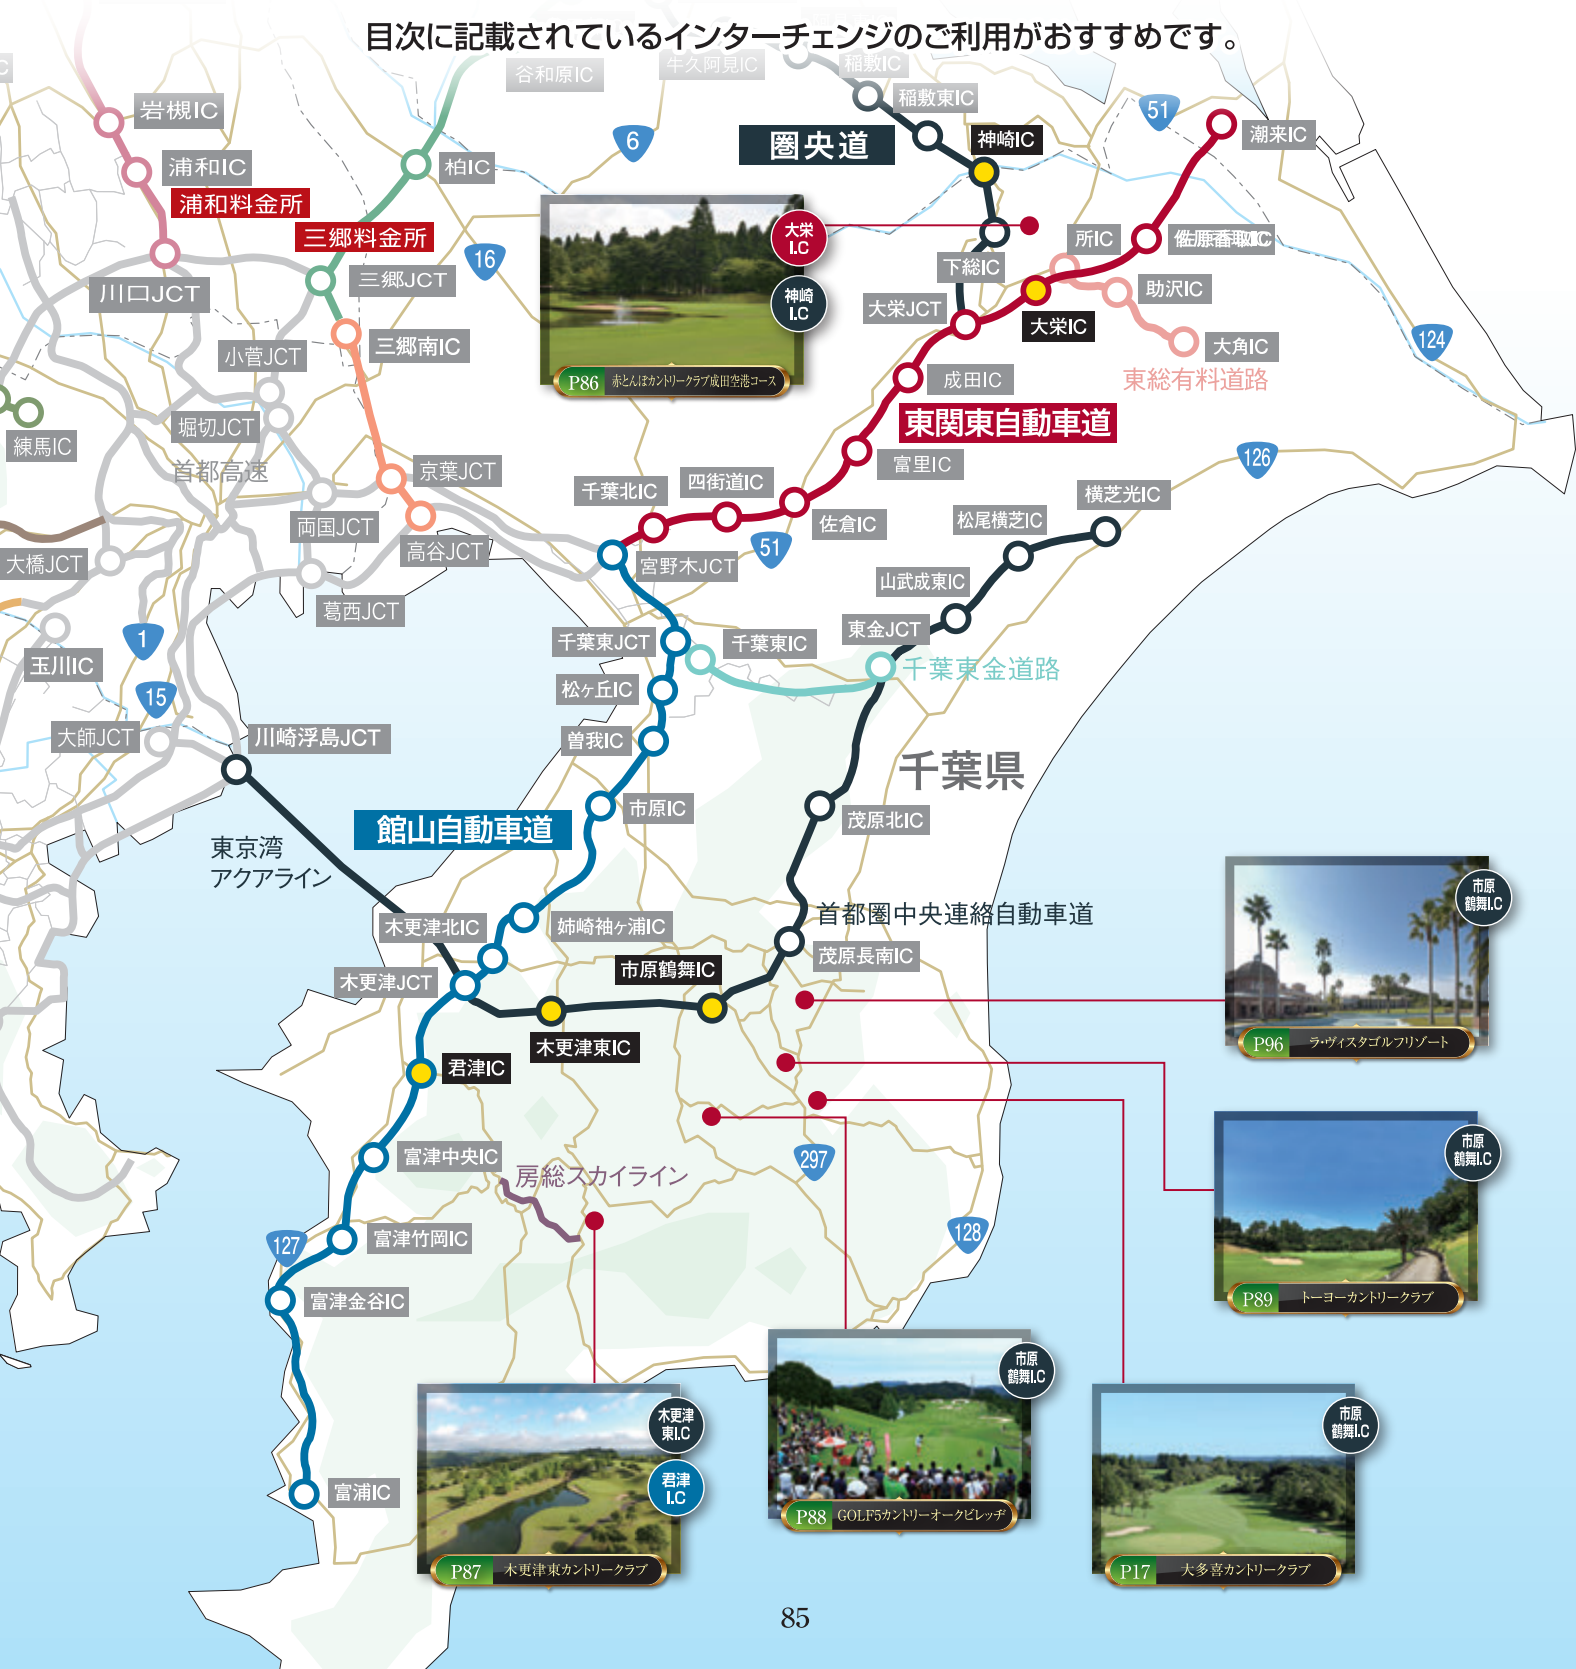 目次に記載されているインターチェンジのご利用がおすすめです。
谷和原IC
牛久阿見IC
稲敷IC
稲敷東IC
岩槻IC
浦和IC
浦和料金所
三郷料金所
柏IC
6
圏央道
神崎IC
51
潮来IC
川口JCT
三郷JCT
16
大栄
I.C
神崎
I.C
P86 赤とんぼカントリークラブ成田空港コース
下総IC
所IC
助沢IC
大栄JCT
大栄IC
大角IC
東総有料道路
124
三郷南IC
小菅JCT
成田IC
東関東自動車道
堀切JCT
練馬IC
首都高速
京葉JCT
富里IC
126
千葉北IC
四街道IC
佐倉IC
横芝光IC
松尾横芝IC
両国JCT
高谷JCT
宮野木JCT
51
大橋JCT
山武成東IC
葛西JCT
1
千葉東JCT
千葉東IC
東金JCT
千葉東金道路
玉川IC
15
松ヶ丘IC
大師JCT
川崎浮島JCT
曽我IC
千葉県
市原IC
茂原北IC
館山自動車道
東京湾
アクアライン
木更津北IC
姉崎袖ヶ浦IC
首都圏中央連絡自動車道
市原
鶴舞I.C
木更津JCT
市原鶴舞IC
茂原長南IC
木更津東IC
P96 ラ・ヴィスタゴルフリゾート
君津IC
富津中央IC
房総スカイライン
297
市原
鶴舞I.C
127
富津竹岡IC
128
富津金谷IC
P89 トーヨーカントリークラブ
富浦IC
木更津
東I.C
君津
I.C
P87 木更津東カントリークラブ
市原
鶴舞I.C
P88 GOLF5カントリーオークビレッヂ
市原
鶴舞I.C
P17 大多喜カントリークラブ
85